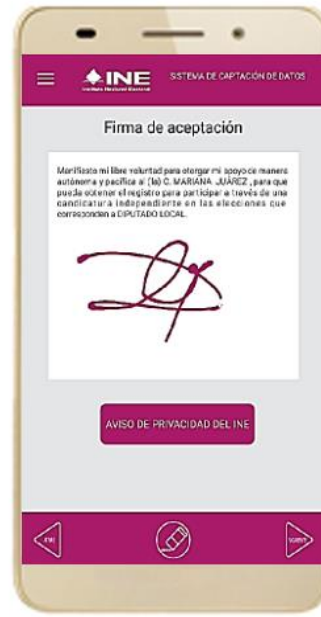 INE
Instituto Nacional Electoral
SISTEMA DE CAPTACIÓN DE DATOS
Firma de aceptación
Manifiesto mi libre voluntad para otorgar mi apoyo de manera
autónoma y pacífica al (la) C. MARIANA JUÁREZ , para que
pueda obtener el registro para participar a través de una
candidatura independiente en las elecciones que
corresponden a DIPUTADO LOCAL.
AVISO DE PRIVACIDAD DEL INE